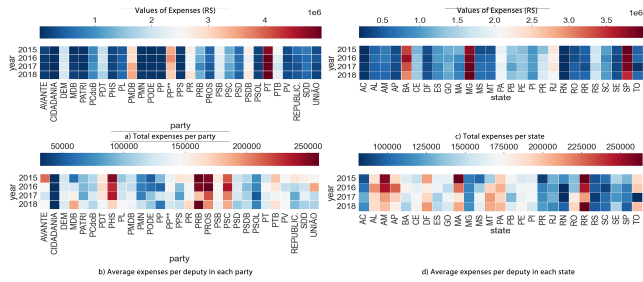 Values of Expenses (R$)
1 2 3 4 5 1e6
year
2015
2016
2017
2018
AVANTE CIDADANIA DEM MDB PATRI PCdoB PDT PHS PL PMDB PMN PODE PP PP** PPS PR PRB PROS PSB PSC PSD PSDB PSOL PT PTB PV REPUBLIC SDD UNIÃO
party
a) Total expenses per party
Values of Expenses (R$)
0.5 1.0 1.5 2.0 2.5 3.0 3.5 4.0 1e6
year
2015
2016
2017
2018
AC AL AM AP BA CE DF ES GO MA MG MS MT PA PB PE PI PR RJ RN RO RR RS SC SE SP TO
state
c) Total expenses per state
50000 100000 150000 200000 250000
year
2015
2016
2017
2018
AVANTE CIDADANIA DEM MDB PATRI PCdoB PDT PHS PL PMDB PMN PODE PP PP** PPS PR PRB PROS PSB PSC PSD PSDB PSOL PT PTB PV REPUBLIC SDD UNIÃO
party
b) Average expenses per deputy in each party
100000 125000 150000 175000 200000 225000 250000
year
2015
2016
2017
2018
AC AL AM AP BA CE DF ES GO MA MG MS MT PA PB PE PI PR RJ RN RO RR RS SC SE SP TO
state
d) Average expenses per deputy in each state